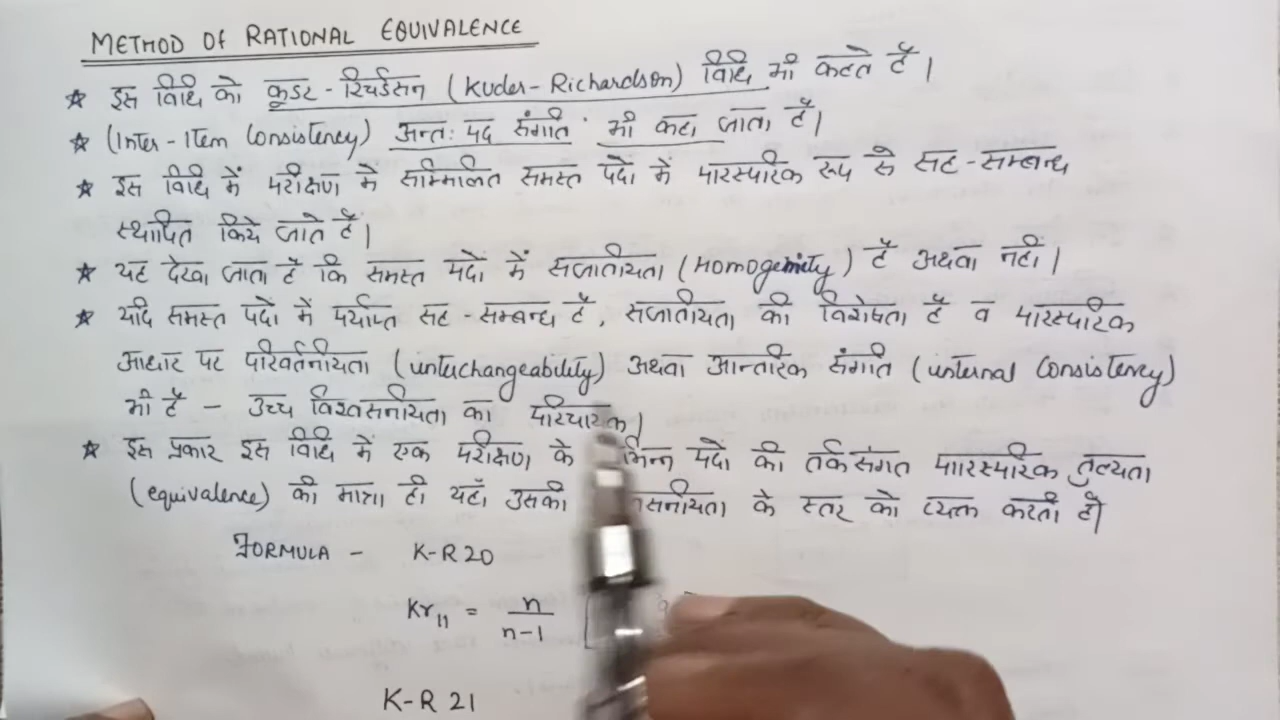 METHOD OF RATIONAL EQUIVALENCE
★ इस विधि को कूडर - रिचर्डसन (Kuder-Richardson) विधि भी कहते हैं।
★ (Inter-Item Consistency) अन्तः पद संगति भी कहा जाता है।
★ इस विधि में परीक्षण में सम्मिलित समस्त पदों में पारस्परिक रूप से सह-सम्बन्ध
स्थापित किये जाते हैं।
★ यह देखा जाता है कि समस्त पदों में सजातीयता (Homogeneity) है अथवा नही।
★ यदि समस्त पदों में पर्याप्त सह-सम्बन्ध है, सजातीयता की विशेषता है व पारस्परिक
आधार पर परिवर्तनीयता (interchangeability) अथवा आन्तरिक संगति (internal Consistency)
भी है - उच्च विश्वसनीयता का परिचायक।
★ इस प्रकार इस विधि में एक परीक्षण के पदों की तर्कसंगत पारस्परिक तुल्यता
(equivalence) की मात्रा ही यहाँ उसकी के स्तर को व्यक्त करती है।
FORMULA - K-R 20
Kr11 = n / n-1 [
K-R 21